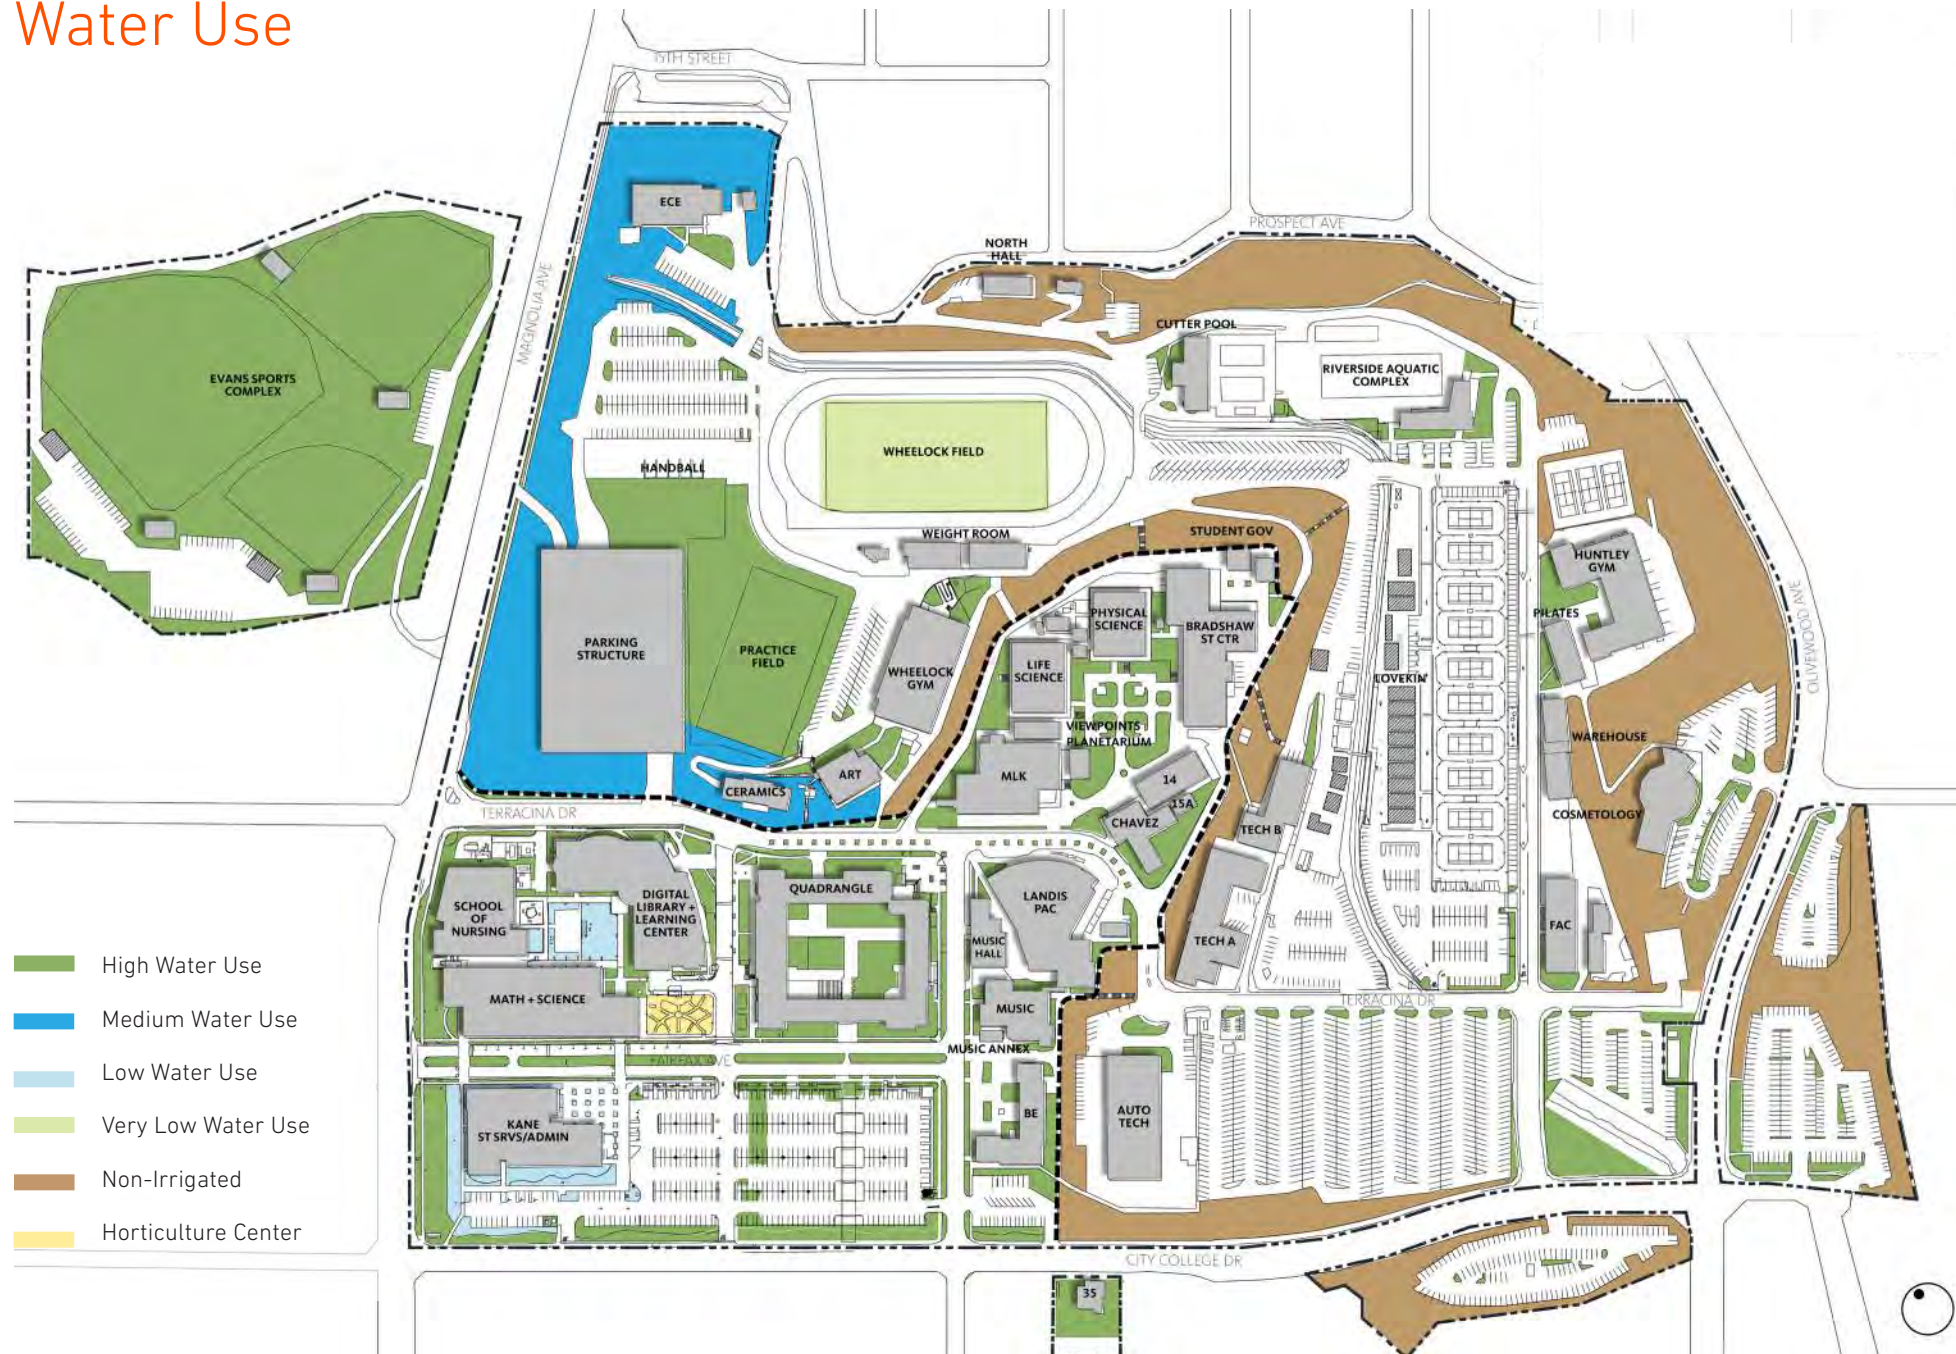 Water Use
15TH STREET
ECE
PROSPECT AVE
NORTH
HALL
MAGNOLIA AVE
CUTTER POOL
RIVERSIDE AQUATIC
COMPLEX
EVANS SPORTS
COMPLEX
WHEELOCK FIELD
HANDBALL
WEIGHT ROOM
STUDENT GOV
HUNTLEY
GYM
OLIVEWOOD AVE
PILATES
PHYSICAL
SCIENCE
BRADSHAW
ST CTR
PARKING
STRUCTURE
PRACTICE
FIELD
WHEELOCK
GYM
LIFE
SCIENCE
LOVEKIN
VIEWPOINTS
PLANETARIUM
WAREHOUSE
ART
MLK
14
15A
CERAMICS
TERRACINA DR
CHAVEZ
TECH B
COSMETOLOGY
QUADRANGLE
DIGITAL
LIBRARY +
LEARNING
CENTER
SCHOOL
OF
NURSING
LANDIS
PAC
MUSIC
HALL
TECH A
FAC
MATH + SCIENCE
MUSIC
TERRACINA DR
MUSIC ANNEX
FAIRFAX AVE
KANE
ST SRVS/ADMIN
BE
AUTO
TECH
CITY COLLEGE DR
35
High Water Use
Medium Water Use
Low Water Use
Very Low Water Use
Non-Irrigated
Horticulture Center